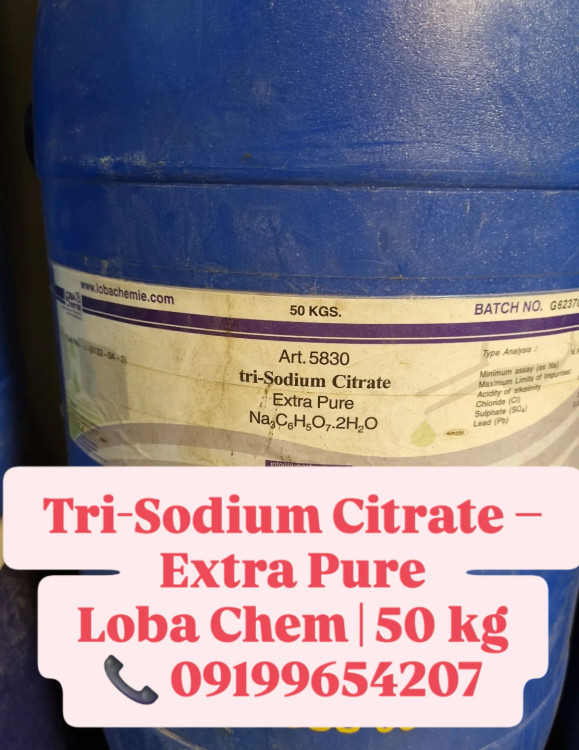 www.lobachemie.com
50 KGS.
BATCH NO. G6237
Art. 5830
tri-Sodium Citrate
Extra Pure
Na₃C₆H₅O₇.2H₂O
Type Analysis :
Minimum assay (ex Na)
Maximum Limits of Impurities
Acidity of alkalinity
Chloride (Cl)
Sulphate (SO₄)
Lead (Pb)
Tri-Sodium Citrate –
Extra Pure
Loba Chem | 50 kg
📞 09199654207